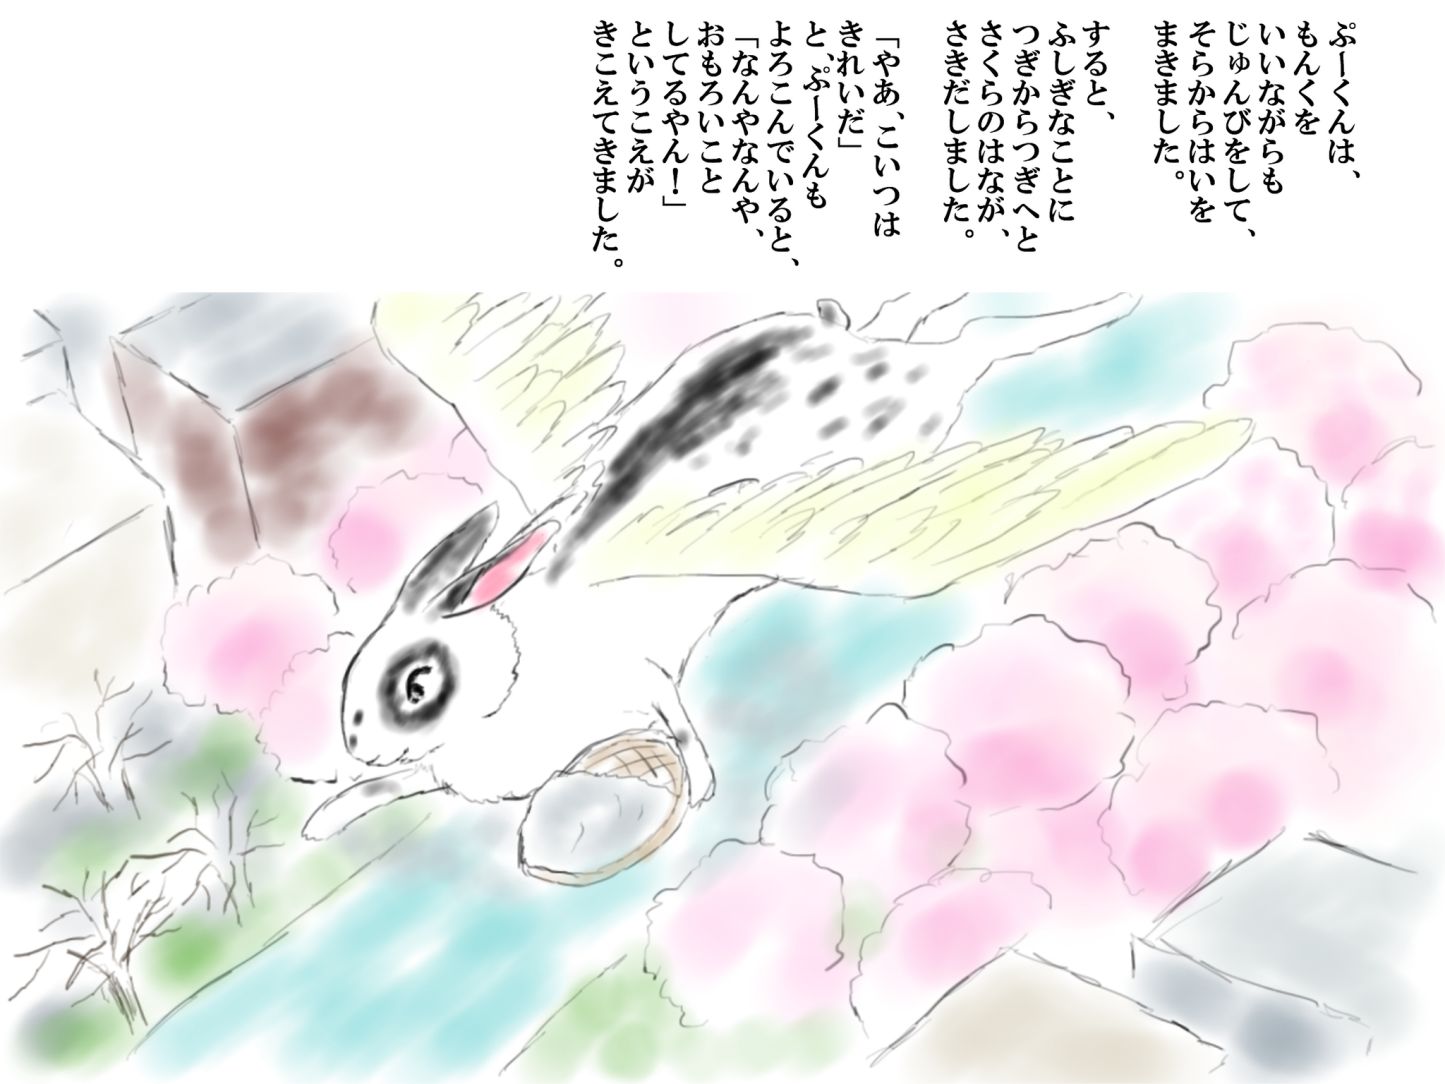 ぷーくんは、
もんくを
いいながらも
じゅんびをして、
そらからはいを
まきました。
すると、
ふしぎなことに
つぎからつぎへと
さくらのはなが、
さきだしました。
「やあ、こいつは
きれいだ」
と、ぷーくんも
よろこんでいると、
「なんやなんや、
おもろいこと
してるやん！」
というこえが
きこえてきました。